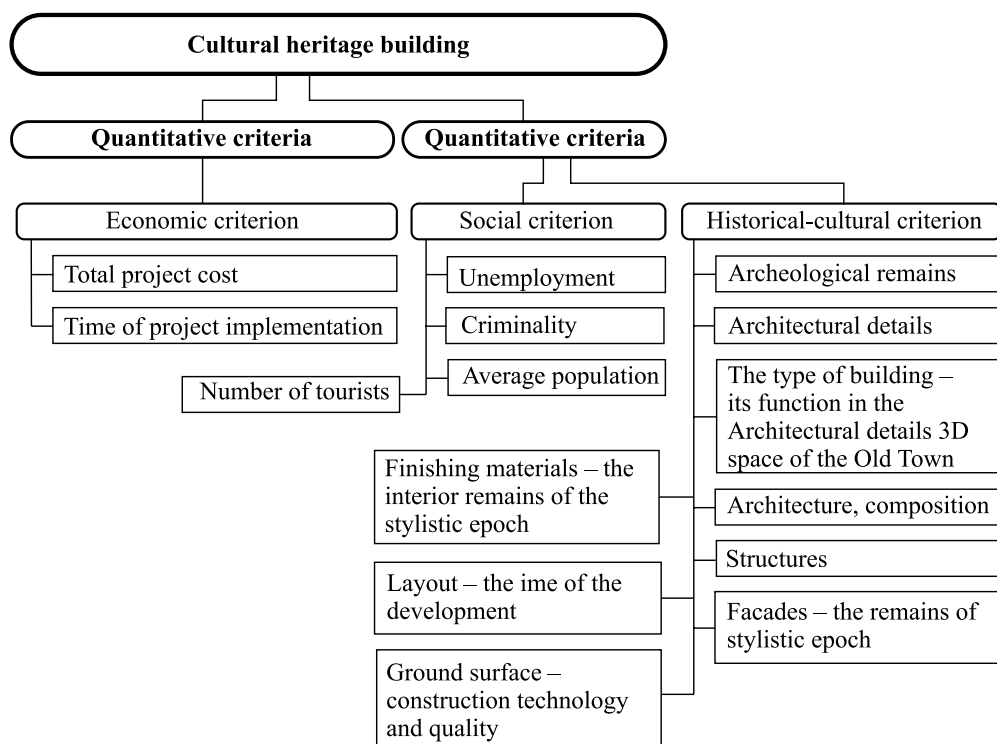 Cultural heritage building
Quantitative criteria
Quantitative criteria
Economic criterion
Total project cost
Time of project implementation
Social criterion
Unemployment
Criminality
Average population
Number of tourists
Historical-cultural criterion
Archeological remains
Architectural details
The type of building –
its function in the
Architectural details 3D
space of the Old Town
Architecture, composition
Structures
Facades – the remains of
stylistic epoch
Finishing materials – the
interior remains of the
stylistic epoch
Layout – the ime of the
development
Ground surface –
construction technology
and quality